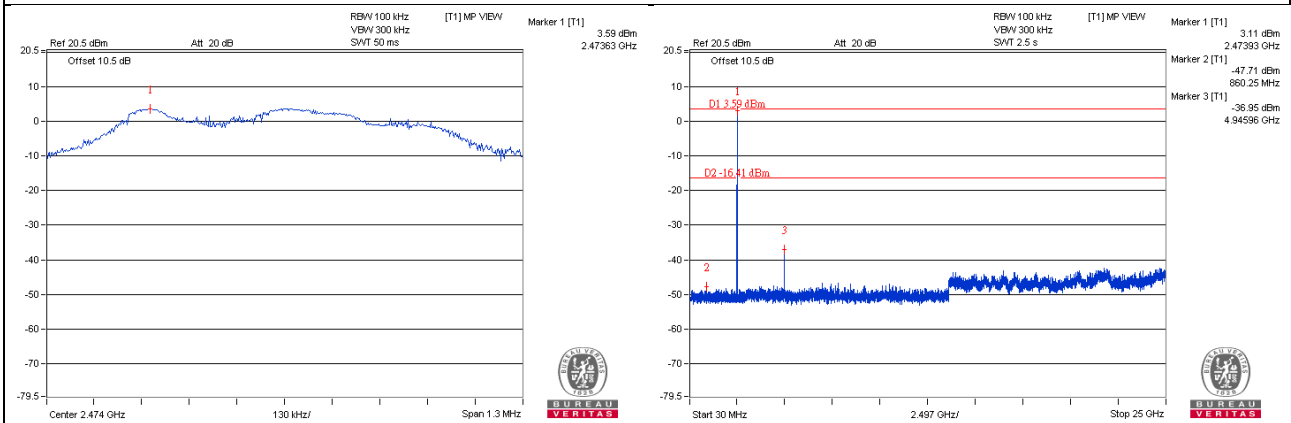 RBW 100 kHz [T1] MP VIEW
VBW 300 kHz
Ref 20.5 dBm Att 20 dB SWT 50 ms
Marker 1 [T1]
3.59 dBm
2.47363 GHz
20.5
Offset 10.5 dB
1
10
0
-10
-20
-30
-40
-50
-60
-70
-79.5
Center 2.474 GHz 130 kHz/ Span 1.3 MHz
BUREAU VERITAS
1828
BUREAU
VERITAS
RBW 100 kHz [T1] MP VIEW
VBW 300 kHz
Ref 20.5 dBm Att 20 dB SWT 2.5 s
Marker 1 [T1]
3.11 dBm
2.47393 GHz
Marker 2 [T1]
-47.71 dBm
860.25 MHz
Marker 3 [T1]
-36.95 dBm
4.94596 GHz
20.5
Offset 10.5 dB
1
10
D1 3.59 dBm
0
-10
D2 -16.41 dBm
-20
-30
3
-40
2
-50
-60
-70
-79.5
Start 30 MHz 2.497 GHz/ Stop 25 GHz
BUREAU VERITAS
1828
BUREAU
VERITAS